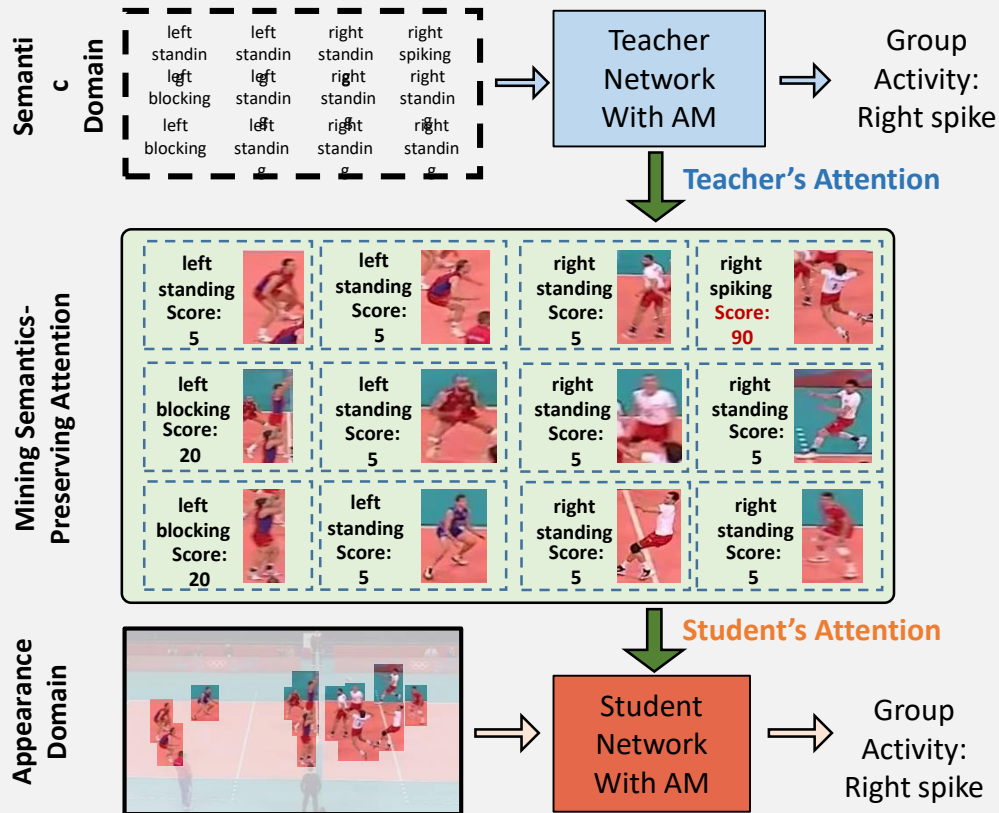 Semanti
c
Domain
left
standin
g
left
standin
g
right
standin
g
right
spiking
left
blocking
left
standin
g
right
standin
g
right
standin
g
left
blocking
left
standin
g
right
standin
g
right
standin
g
Teacher
Network
With AM
Group
Activity:
Right spike
Teacher's Attention
Mining Semantics-
Preserving Attention
left
standing
Score:
5
left
standing
Score:
5
right
standing
Score:
5
right
spiking
Score:
90
left
blocking
Score:
20
left
standing
Score:
5
right
standing
Score:
5
right
standing
Score:
5
left
blocking
Score:
20
left
standing
Score:
5
right
standing
Score:
5
right
standing
Score:
5
Student's Attention
Appearance
Domain
Student
Network
With AM
Group
Activity:
Right spike